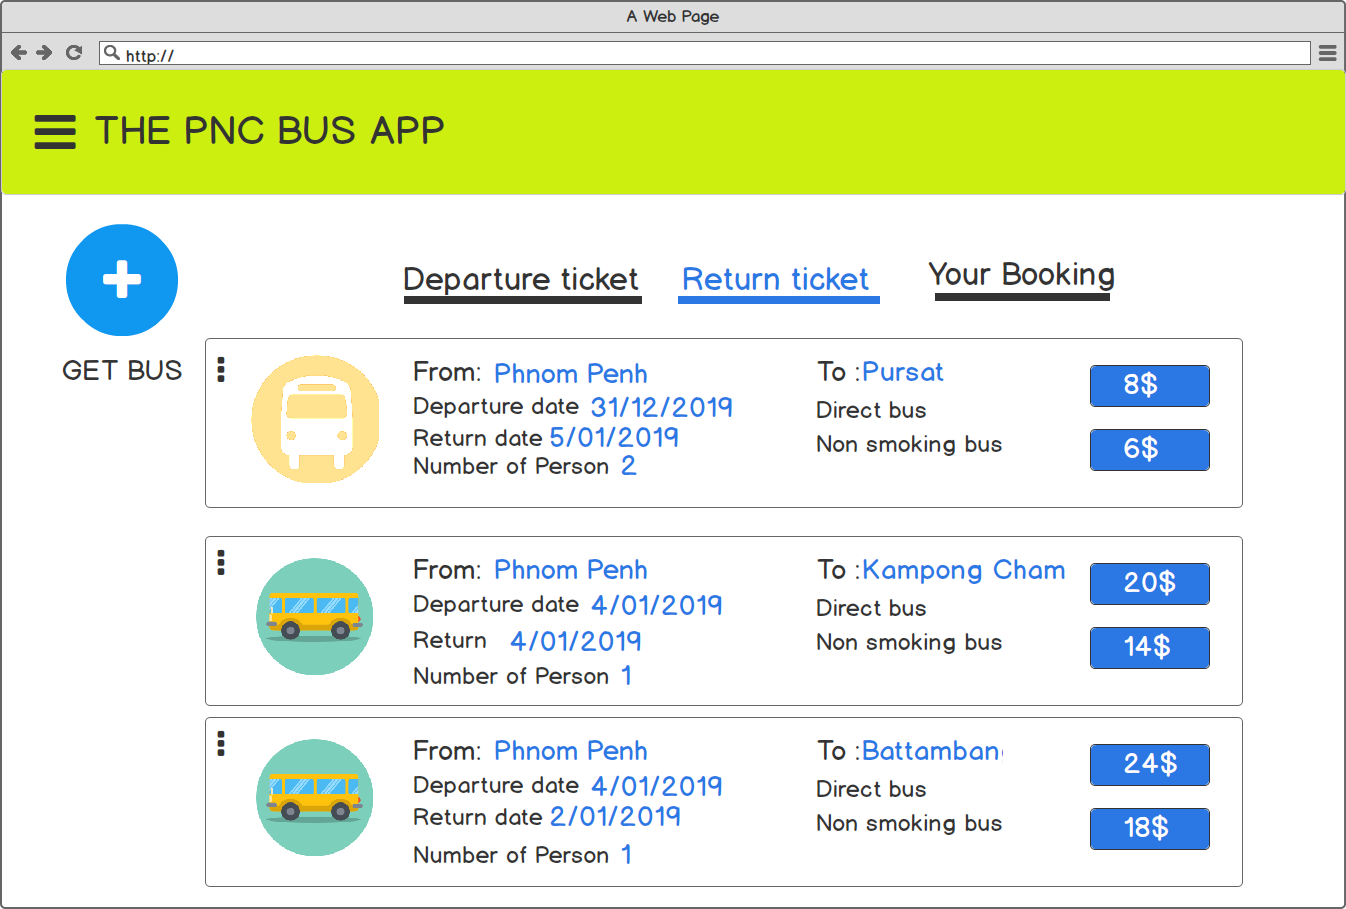 A Web Page
http://
THE PNC BUS APP
Departure ticket
Return ticket
Your Booking
GET BUS
From: Phnom Penh
To :Pursat
8$
Departure date 31/12/2019
Direct bus
Return date 5/01/2019
Non smoking bus
6$
Number of Person 2
From: Phnom Penh
To :Kampong Cham
20$
Departure date 4/01/2019
Direct bus
Return 4/01/2019
Non smoking bus
14$
Number of Person 1
From: Phnom Penh
To :Battamban
24$
Departure date 4/01/2019
Direct bus
Return date 2/01/2019
Non smoking bus
18$
Number of Person 1